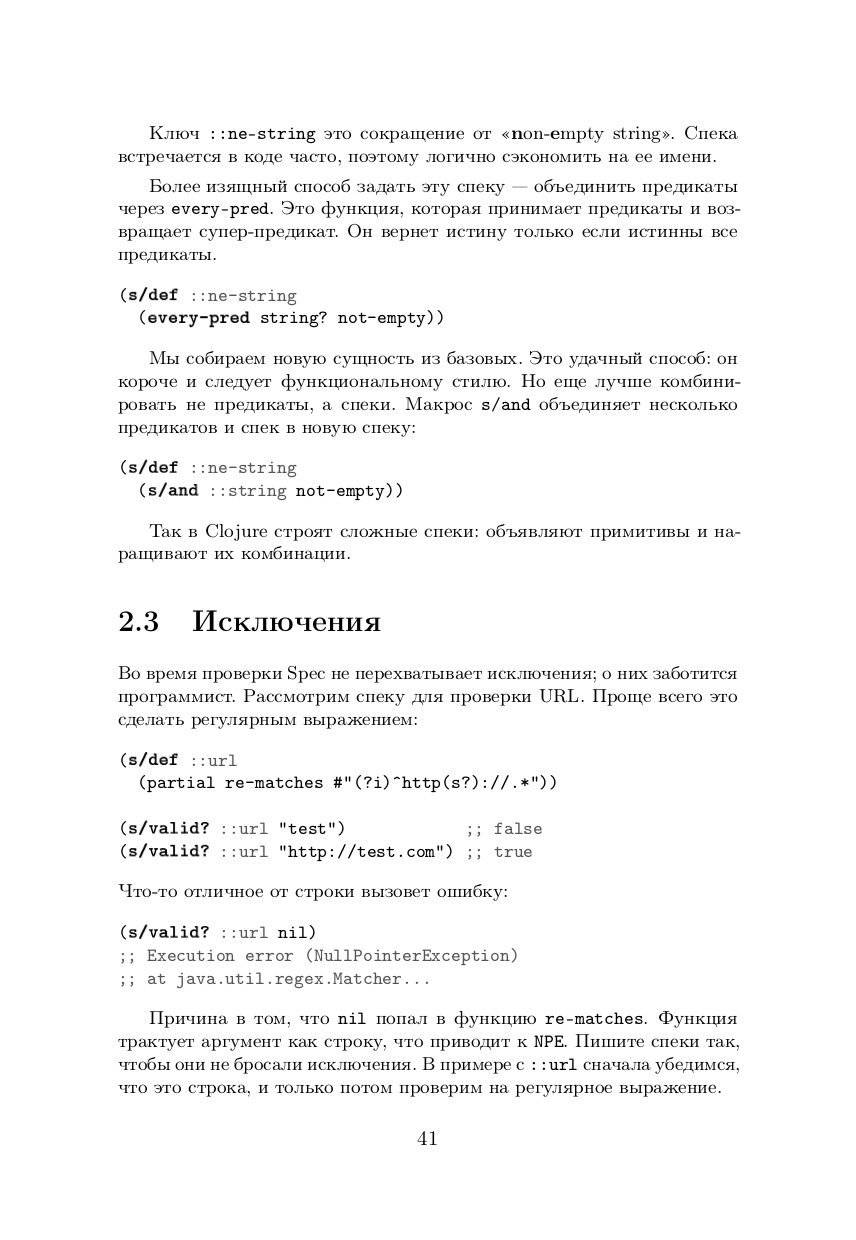 Ключ ::ne-string это сокращение от «non-empty string». Спека
встречается в коде часто, поэтому логично сэкономить на ее имени.
Более изящный способ задать эту спеку — объединить предикаты
через every-pred. Это функция, которая принимает предикаты и воз-
вращает супер-предикат. Он вернет истину только если истинны все
предикаты.
(s/def ::ne-string
  (every-pred string? not-empty))
Мы собираем новую сущность из базовых. Это удачный способ: он
короче и следует функциональному стилю. Но еще лучше комбини-
ровать не предикаты, а спеки. Макрос s/and объединяет несколько
предикатов и спек в новую спеку:
(s/def ::ne-string
  (s/and ::string not-empty))
Так в Clojure строят сложные спеки: объявляют примитивы и на-
ращивают их комбинации.
2.3 Исключения
Во время проверки Spec не перехватывает исключения; о них заботится
программист. Рассмотрим спеку для проверки URL. Проще всего это
сделать регулярным выражением:
(s/def ::url
  (partial re-matches #"(?i)^http(s?)://.*"))
(s/valid? ::url "test")            ;; false
(s/valid? ::url "http://test.com") ;; true
Что-то отличное от строки вызовет ошибку:
(s/valid? ::url nil)
;; Execution error (NullPointerException)
;; at java.util.regex.Matcher...
Причина в том, что nil попал в функцию re-matches. Функция
трактует аргумент как строку, что приводит к NPE. Пишите спеки так,
чтобы они не бросали исключения. В примере с ::url сначала убедимся,
что это строка, и только потом проверим на регулярное выражение.
41